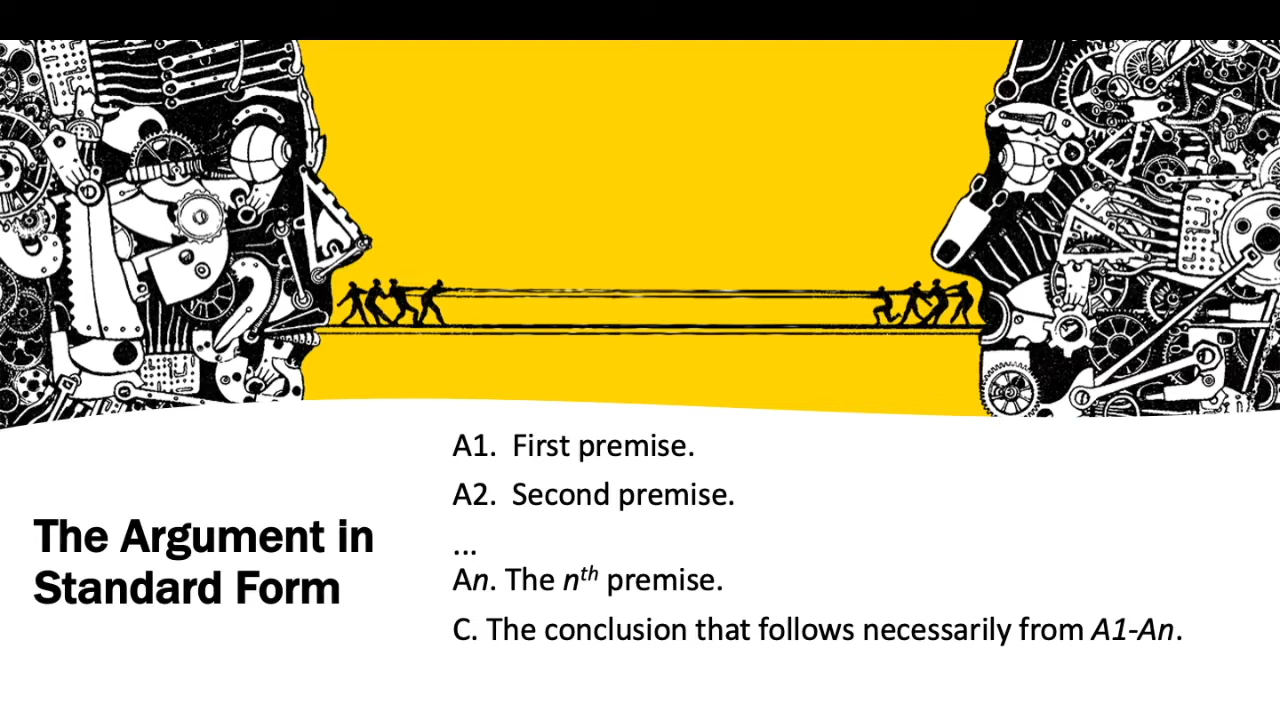 The Argument in
Standard Form
A1.  First premise.
A2.  Second premise.
...
An. The nth premise.
C. The conclusion that follows necessarily from A1-An.